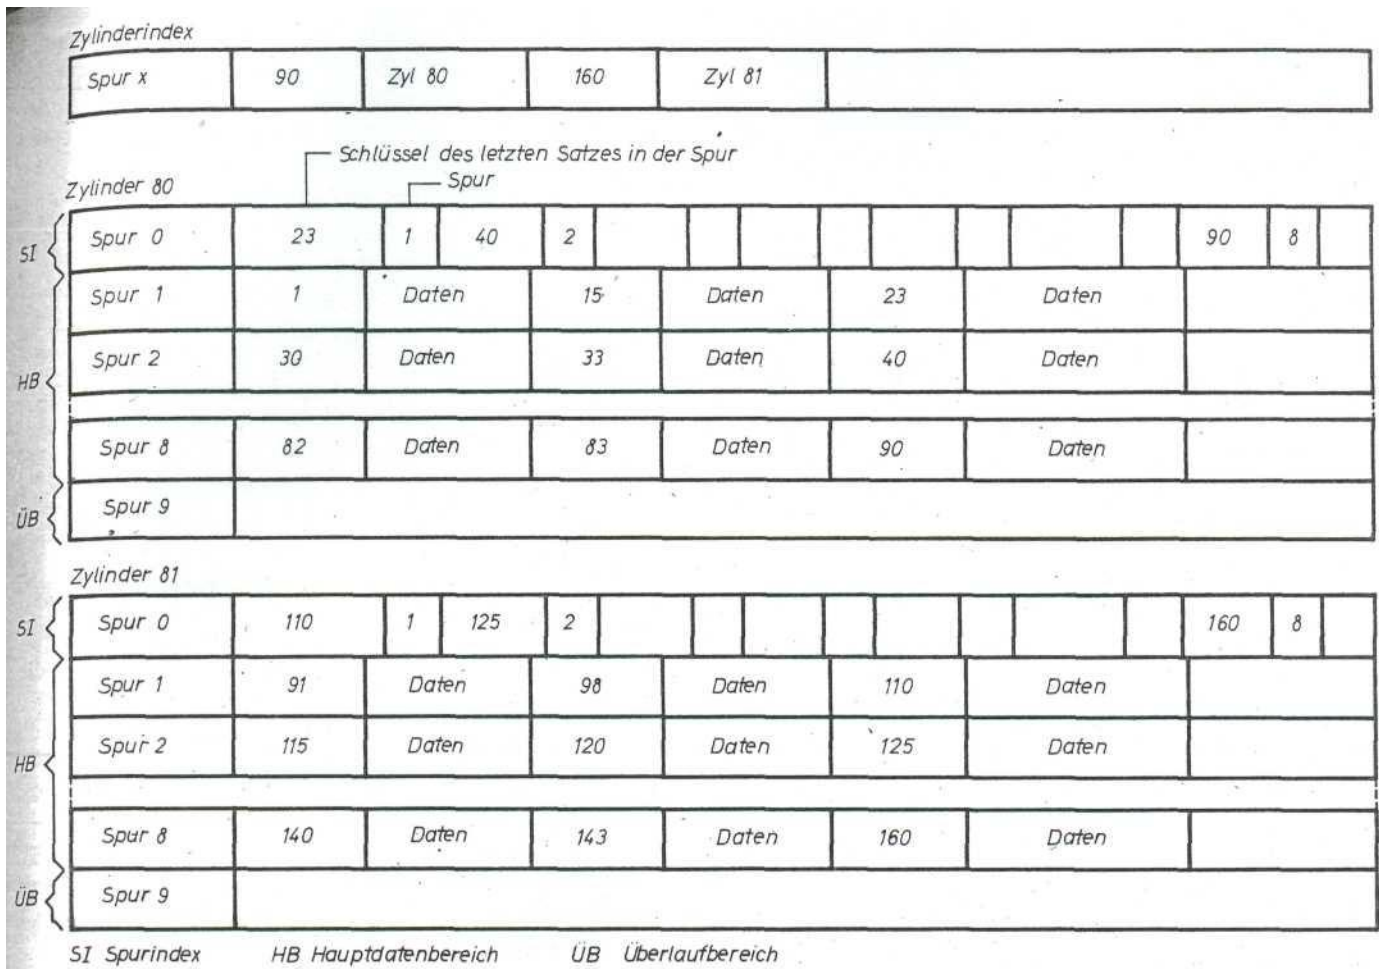 Zylinderindex
Spur x 90 Zyl 80 160 Zyl 81
Schlüssel des letzten Satzes in der Spur
Spur
Zylinder 80
SI Spur 0 23 1 40 2 90 8
Spur 1 1 Daten 15 Daten 23 Daten
HB Spur 2 30 Daten 33 Daten 40 Daten
Spur 8 82 Daten 83 Daten 90 Daten
ÜB Spur 9
Zylinder 81
SI Spur 0 110 1 125 2 160 8
Spur 1 91 Daten 98 Daten 110 Daten
HB Spur 2 115 Daten 120 Daten 125 Daten
Spur 8 140 Daten 143 Daten 160 Daten
ÜB Spur 9
SI Spurindex HB Hauptdatenbereich ÜB Überlaufbereich